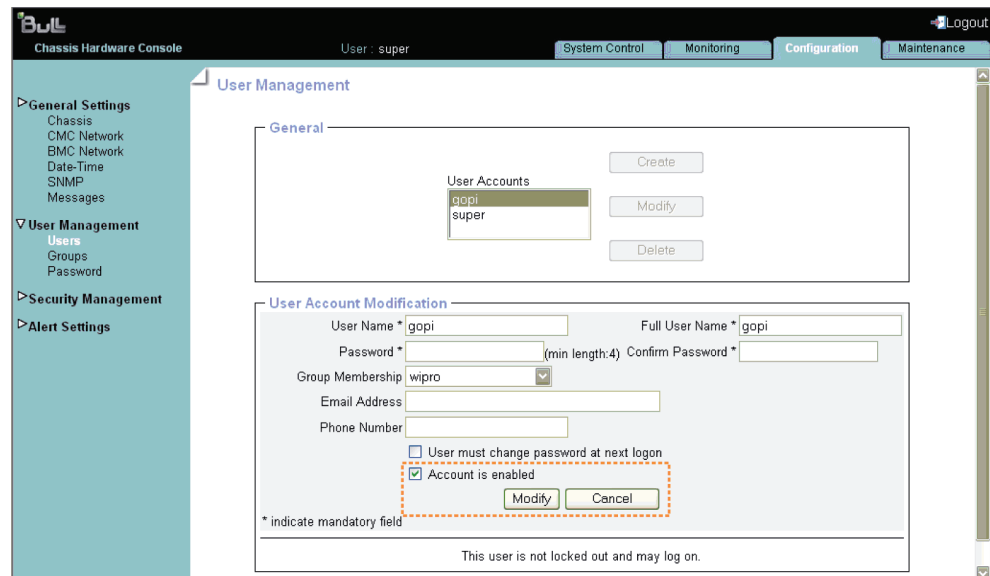 Bull
Logout
Chassis Hardware Console
User : super
System Control
Monitoring
Configuration
Maintenance
General Settings
Chassis
CMC Network
BMC Network
Date-Time
SNMP
Messages
User Management
Users
Groups
Password
Security Management
Alert Settings
User Management
General
User Accounts
gopi
super
Create
Modify
Delete
User Account Modification
User Name * gopi
Full User Name * gopi
Password *
(min length:4)
Confirm Password *
Group Membership wipro
Email Address
Phone Number
User must change password at next logon
Account is enabled
Modify
Cancel
* indicate mandatory field
This user is not locked out and may log on.